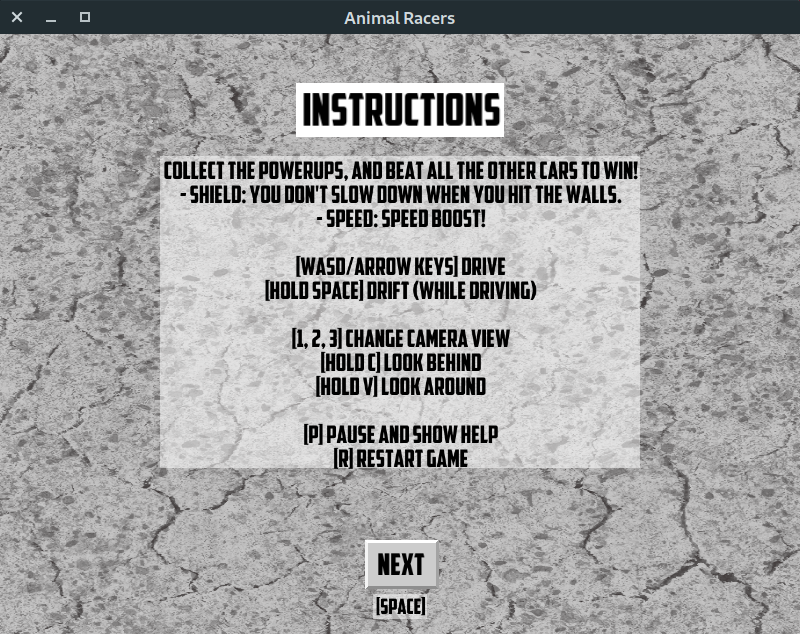 Animal Racers
INSTRUCTIONS
COLLECT THE POWERUPS, AND BEAT ALL THE OTHER CARS TO WIN!
- SHIELD: YOU DON'T SLOW DOWN WHEN YOU HIT THE WALLS.
- SPEED: SPEED BOOST!
[WASD/ARROW KEYS] DRIVE
[HOLD SPACE] DRIFT (WHILE DRIVING)
[1, 2, 3] CHANGE CAMERA VIEW
[HOLD C] LOOK BEHIND
[HOLD V] LOOK AROUND
[P] PAUSE AND SHOW HELP
[R] RESTART GAME
NEXT
[SPACE]